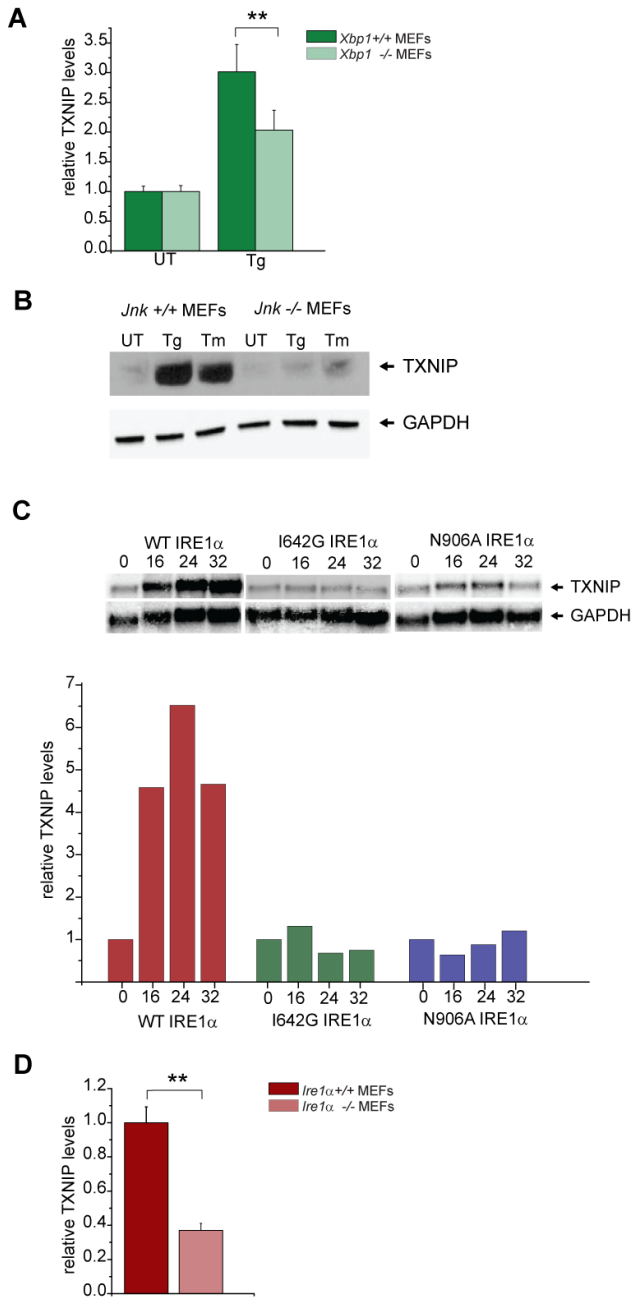 A
**
Xbp1+/+ MEFs
Xbp1 -/- MEFs
relative TXNIP levels
3.5
3.0
2.5
2.0
1.5
1.0
0.5
0.0
UT Tg
B
Jnk +/+ MEFs Jnk -/- MEFs
UT Tg Tm UT Tg Tm
TXNIP
GAPDH
C
WT IRE1α I642G IRE1α N906A IRE1α
0 16 24 32 0 16 24 32 0 16 24 32
TXNIP
GAPDH
relative TXNIP levels
7
6
5
4
3
2
1
0 16 24 32 0 16 24 32 0 16 24 32
WT IRE1α I642G IRE1α N906A IRE1α
D
**
Ire1α+/+ MEFs
Ire1α -/- MEFs
relative TXNIP levels
1.2
1.0
0.8
0.6
0.4
0.2
0.0